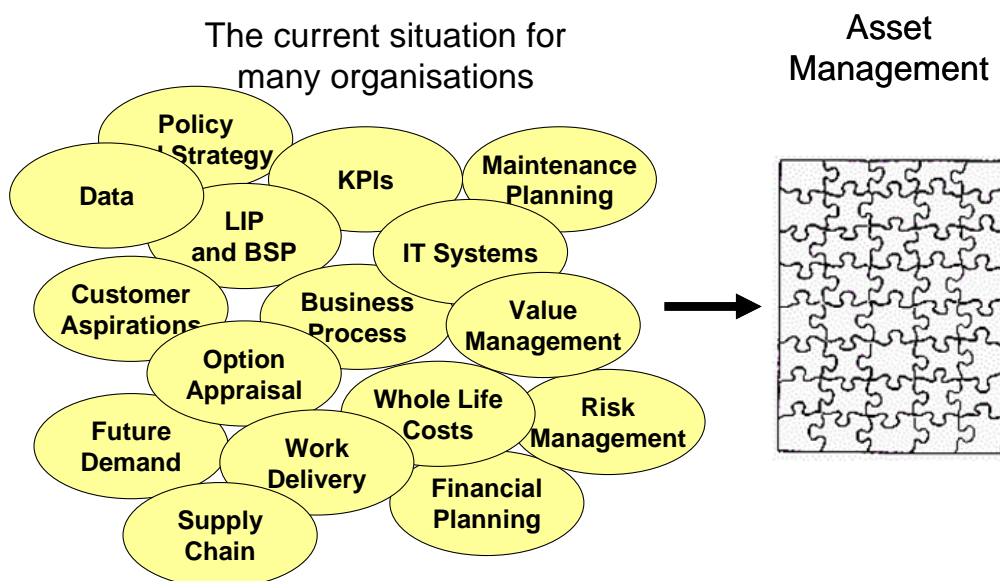 The current situation for
many organisations
Asset
Management
Policy
Strategy
Data
KPIs
Maintenance
Planning
LIP
and BSP
IT Systems
Customer
Aspirations
Business
Process
Value
Management
Option
Appraisal
Whole Life
Costs
Risk
Management
Future
Demand
Work
Delivery
Financial
Planning
Supply
Chain